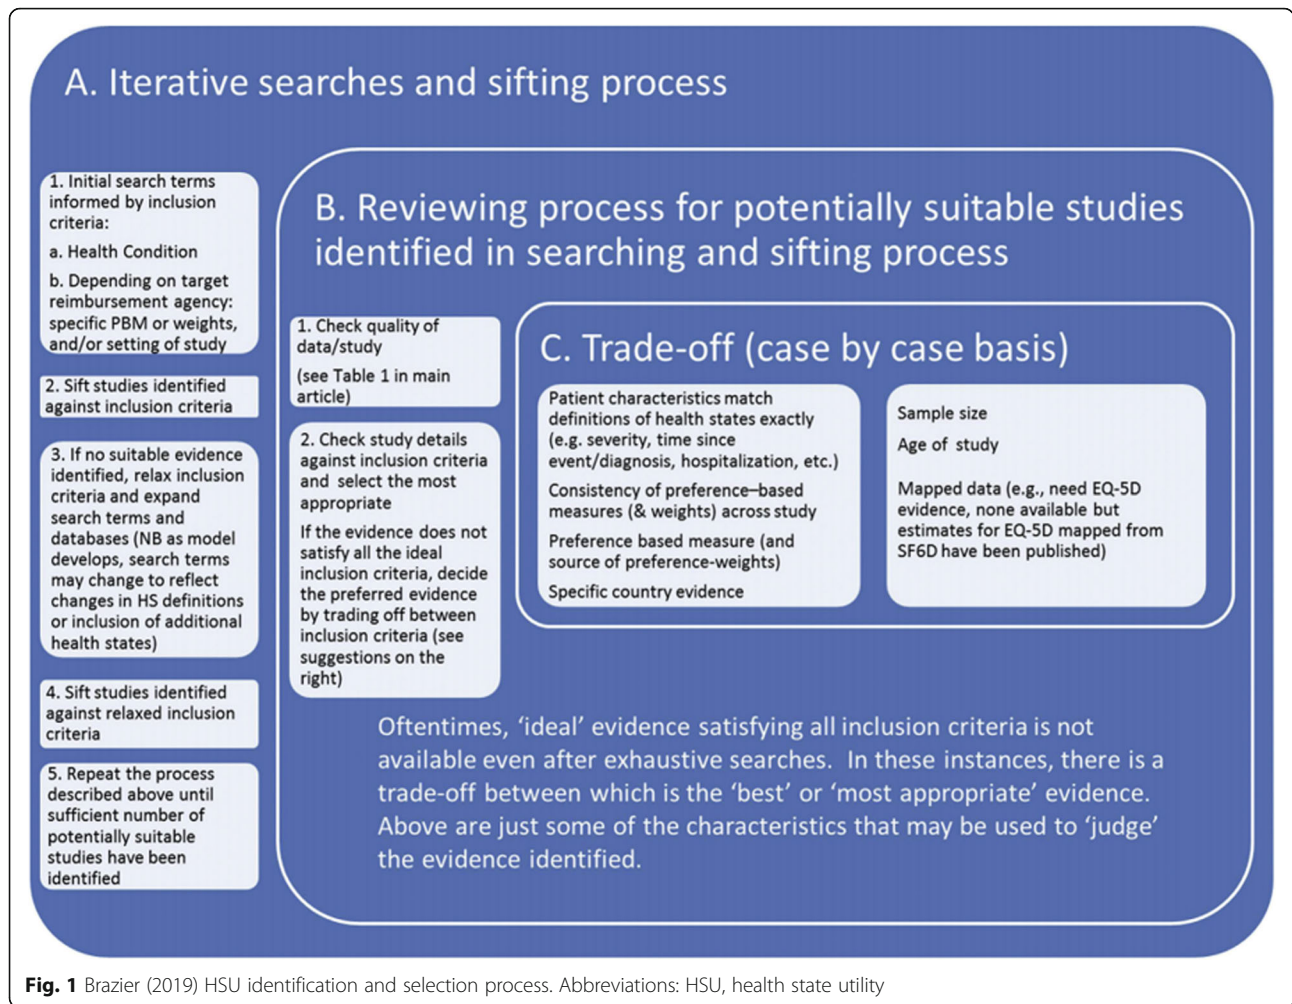 A. Iterative searches and sifting process
1. Initial search terms
informed by inclusion
criteria:
a. Health Condition
b. Depending on target
reimbursement agency:
specific PBM or weights,
and/or setting of study
2. Sift studies identified
against inclusion criteria
3. If no suitable evidence
identified, relax inclusion
criteria and expand
search terms and
databases (NB as model
develops, search terms
may change to reflect
changes in HS definitions
or inclusion of additional
health states)
4. Sift studies identified
against relaxed inclusion
criteria
5. Repeat the process
described above until
sufficient number of
potentially suitable
studies have been
identified
B. Reviewing process for potentially suitable studies
identified in searching and sifting process
1. Check quality of
data/study
(see Table 1 in main
article)
2. Check study details
against inclusion criteria
and select the most
appropriate
If the evidence does not
satisfy all the ideal
inclusion criteria, decide
the preferred evidence
by trading off between
inclusion criteria (see
suggestions on the
right)
C. Trade-off (case by case basis)
Patient characteristics match
definitions of health states exactly
(e.g. severity, time since
event/diagnosis, hospitalization, etc.)
Consistency of preference–based
measures (& weights) across study
Preference based measure (and
source of preference-weights)
Specific country evidence
Sample size
Age of study
Mapped data (e.g., need EQ-5D
evidence, none available but
estimates for EQ-5D mapped from
SF6D have been published)
Oftentimes, ‘ideal’ evidence satisfying all inclusion criteria is not
available even after exhaustive searches. In these instances, there is a
trade-off between which is the ‘best’ or ‘most appropriate’ evidence.
Above are just some of the characteristics that may be used to ‘judge’
the evidence identified.
Fig. 1 Brazier (2019) HSU identification and selection process. Abbreviations: HSU, health state utility